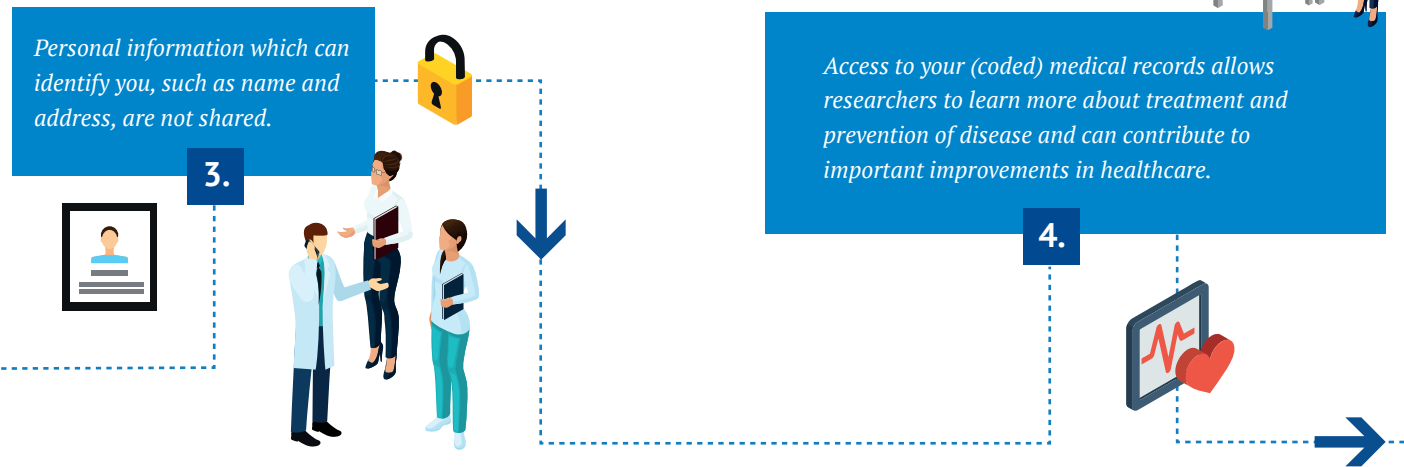 Personal information which can
identify you, such as name and
address, are not shared.
3.
Access to your (coded) medical records allows
researchers to learn more about treatment and
prevention of disease and can contribute to
important improvements in healthcare.
4.